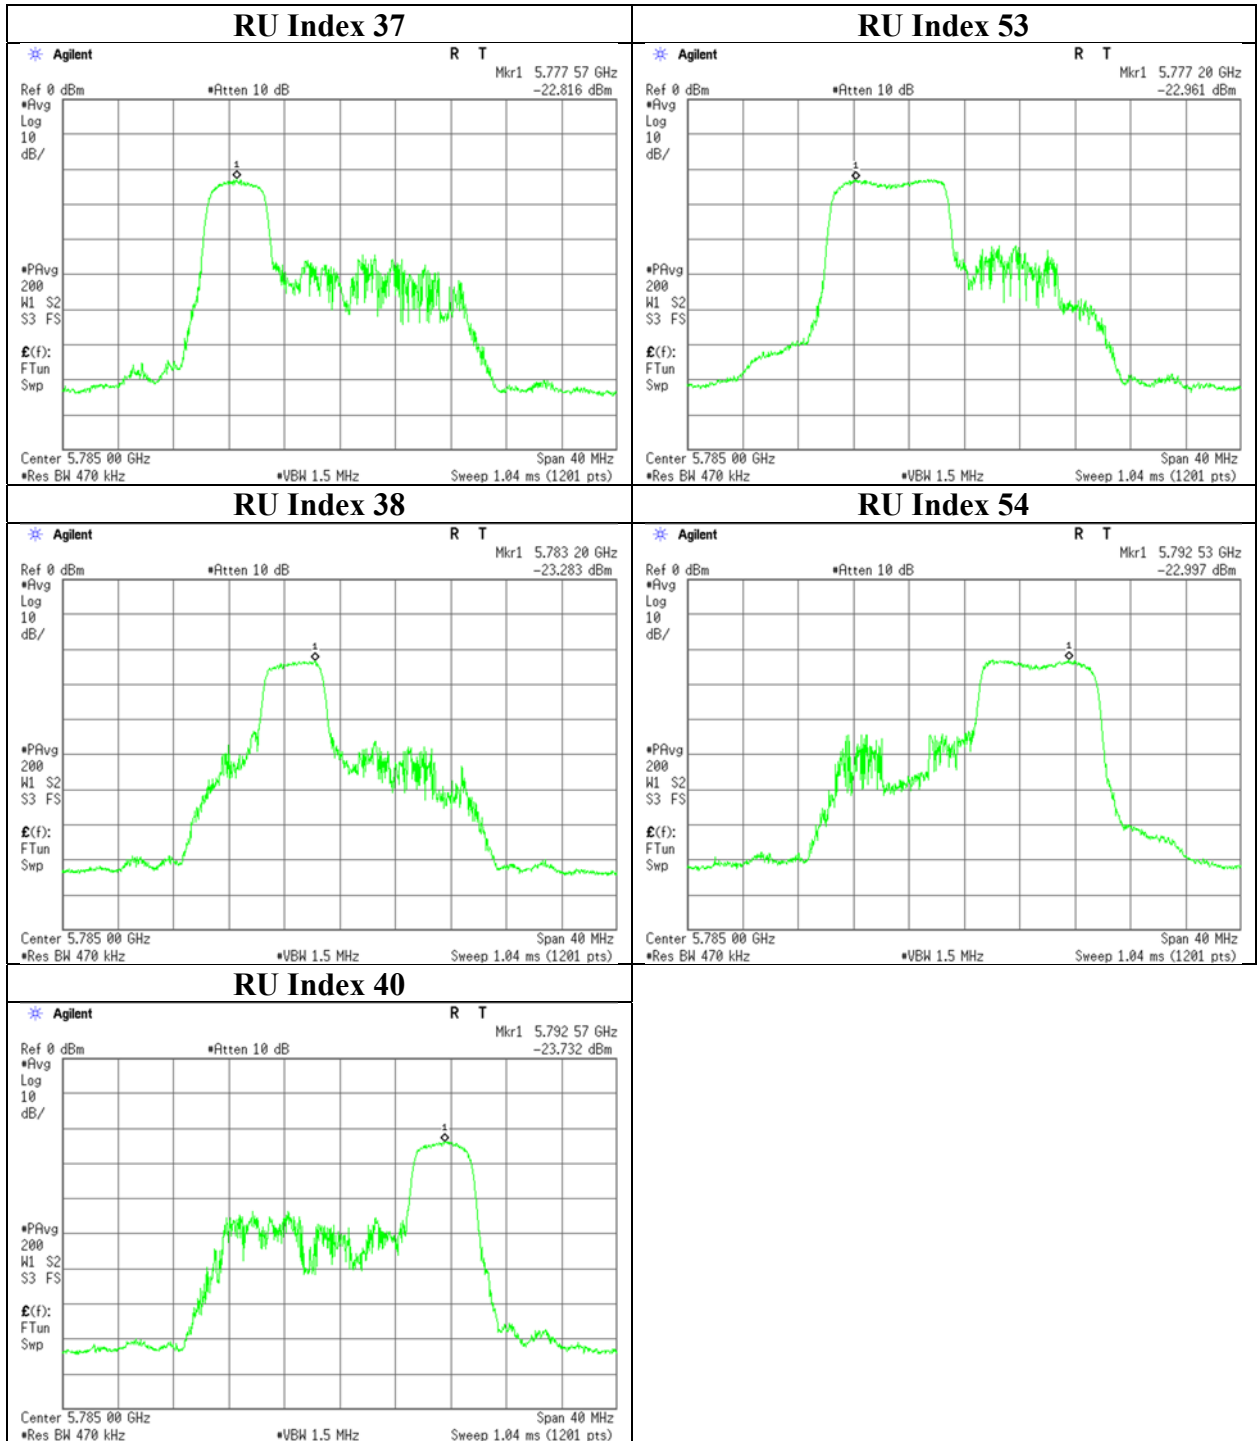 RU Index 37
Agilent
R T
Mkr1 5.777 57 GHz
Ref 0 dBm
*Atten 10 dB
-22.816 dBm
*Avg
Log
10
dB/
1
*PAvg
200
W1 S2
S3 FS
£(f):
FTun
Swp
Center 5.785 00 GHz
Span 40 MHz
*Res BW 470 kHz
*VBW 1.5 MHz
Sweep 1.04 ms (1201 pts)
RU Index 53
Agilent
R T
Mkr1 5.777 20 GHz
Ref 0 dBm
*Atten 10 dB
-22.961 dBm
*Avg
Log
10
dB/
1
*PAvg
200
W1 S2
S3 FS
£(f):
FTun
Swp
Center 5.785 00 GHz
Span 40 MHz
*Res BW 470 kHz
*VBW 1.5 MHz
Sweep 1.04 ms (1201 pts)
RU Index 38
Agilent
R T
Mkr1 5.783 20 GHz
Ref 0 dBm
*Atten 10 dB
-23.283 dBm
*Avg
Log
10
dB/
1
*PAvg
200
W1 S2
S3 FS
£(f):
FTun
Swp
Center 5.785 00 GHz
Span 40 MHz
*Res BW 470 kHz
*VBW 1.5 MHz
Sweep 1.04 ms (1201 pts)
RU Index 54
Agilent
R T
Mkr1 5.792 53 GHz
Ref 0 dBm
*Atten 10 dB
-22.997 dBm
*Avg
Log
10
dB/
1
*PAvg
200
W1 S2
S3 FS
£(f):
FTun
Swp
Center 5.785 00 GHz
Span 40 MHz
*Res BW 470 kHz
*VBW 1.5 MHz
Sweep 1.04 ms (1201 pts)
RU Index 40
Agilent
R T
Mkr1 5.792 57 GHz
Ref 0 dBm
*Atten 10 dB
-23.732 dBm
*Avg
Log
10
dB/
1
*PAvg
200
W1 S2
S3 FS
£(f):
FTun
Swp
Center 5.785 00 GHz
Span 40 MHz
*Res BW 470 kHz
*VBW 1.5 MHz
Sweep 1.04 ms (1201 pts)